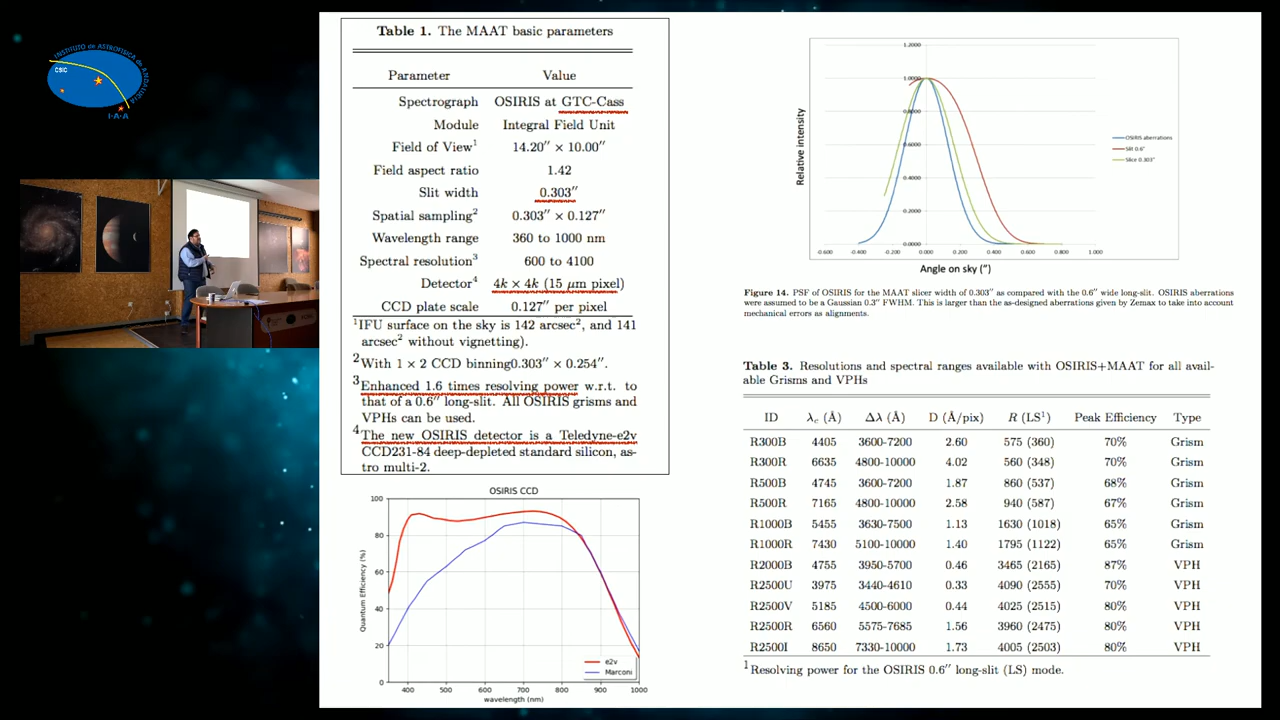 INSTITUTO de ASTROFISICA de ANDALUCIA
CSIC
I·A·A
Table 1. The MAAT basic parameters
Parameter Value
Spectrograph OSIRIS at GTC-Cass
Module Integral Field Unit
Field of View¹ 14.20″ × 10.00″
Field aspect ratio 1.42
Slit width 0.303″
Spatial sampling² 0.303″ × 0.127″
Wavelength range 360 to 1000 nm
Spectral resolution³ 600 to 4100
Detector⁴ 4k × 4k (15 μm pixel)
CCD plate scale 0.127″ per pixel
¹IFU surface on the sky is 142 arcsec², and 141
arcsec² without vignetting).
²With 1 × 2 CCD binning0.303″ × 0.254″.
³Enhanced 1.6 times resolving power w.r.t. to
that of a 0.6″ long-slit. All OSIRIS grisms and
VPHs can be used.
⁴The new OSIRIS detector is a Teledyne-e2v
CCD231-84 deep-depleted standard silicon, as-
tro multi-2.
OSIRIS CCD
Quantum Efficiency (%)
100
80
60
40
20
0
400 500 600 700 800 900 1000
wavelength (nm)
e2v
Marconi
Relative intensity
1.2000
1.0000
0.8000
0.6000
0.4000
0.2000
0.0000
-0.600 -0.400 -0.200 0.000 0.200 0.400 0.600 0.800 1.000
Angle on sky (″)
OSIRIS aberrations
Slit 0.6″
Slice 0.303″
Figure 14. PSF of OSIRIS for the MAAT slicer width of 0.303″ as compared with the 0.6″ wide long-slit. OSIRIS aberrations
were assumed to be a Gaussian 0.3″ FWHM. This is larger than the as-designed aberrations given by Zemax to take into account
mechanical errors as alignments.
Table 3. Resolutions and spectral ranges available with OSIRIS+MAAT for all avail-
able Grisms and VPHs
ID λc (Å) Δλ (Å) D (Å/pix) R (LS¹) Peak Efficiency Type
R300B 4405 3600-7200 2.60 575 (360) 70% Grism
R300R 6635 4800-10000 4.02 560 (348) 70% Grism
R500B 4745 3600-7200 1.87 860 (537) 68% Grism
R500R 7165 4800-10000 2.58 940 (587) 67% Grism
R1000B 5455 3630-7500 1.13 1630 (1018) 65% Grism
R1000R 7430 5100-10000 1.40 1795 (1122) 65% Grism
R2000B 4755 3950-5700 0.46 3465 (2165) 87% VPH
R2500U 3975 3440-4610 0.33 4090 (2555) 70% VPH
R2500V 5185 4500-6000 0.44 4025 (2515) 80% VPH
R2500R 6560 5575-7685 1.56 3960 (2475) 80% VPH
R2500I 8650 7330-10000 1.73 4005 (2503) 80% VPH
¹Resolving power for the OSIRIS 0.6″ long-slit (LS) mode.